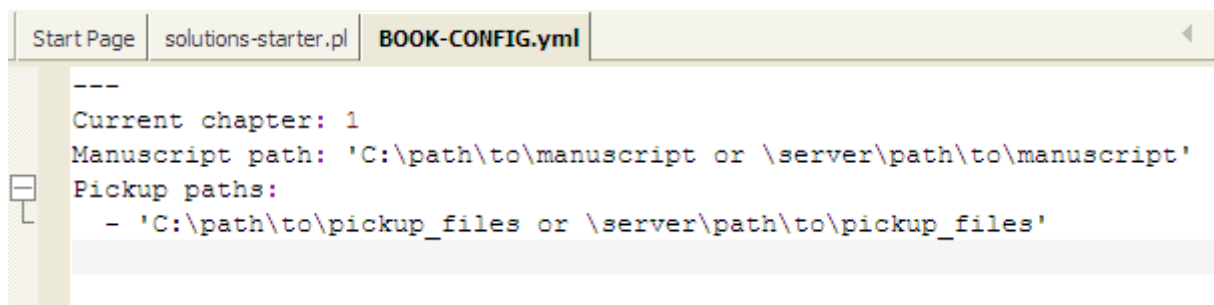 Start Page solutions-starter.pl BOOK-CONFIG.yml
---
Current chapter: 1
Manuscript path: 'C:\path\to\manuscript or \server\path\to\manuscript'
Pickup paths:
- 'C:\path\to\pickup_files or \server\path\to\pickup_files'